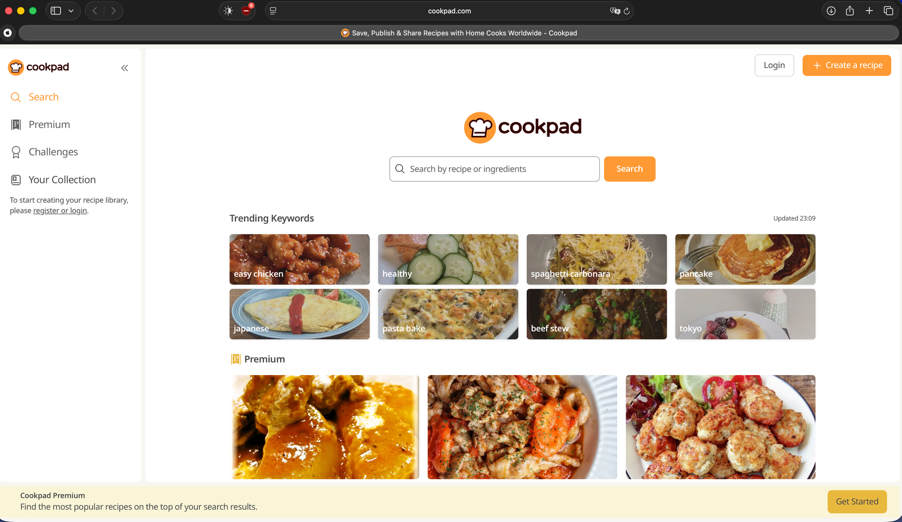 cookpad.com
6
Save, Publish & Share Recipes with Home Cooks Worldwide - Cookpad
cookpad
Login
+ Create a recipe
Search
Premium
Challenges
Your Collection
To start creating your recipe library,
please register or login.
cookpad
Search by recipe or ingredients
Search
Trending Keywords
Updated 23:09
easy chicken
healthy
spaghetti carbonara
pancake
japanese
pasta bake
beef stew
tokyo
Premium
Cookpad Premium
Find the most popular recipes on the top of your search results.
Get Started